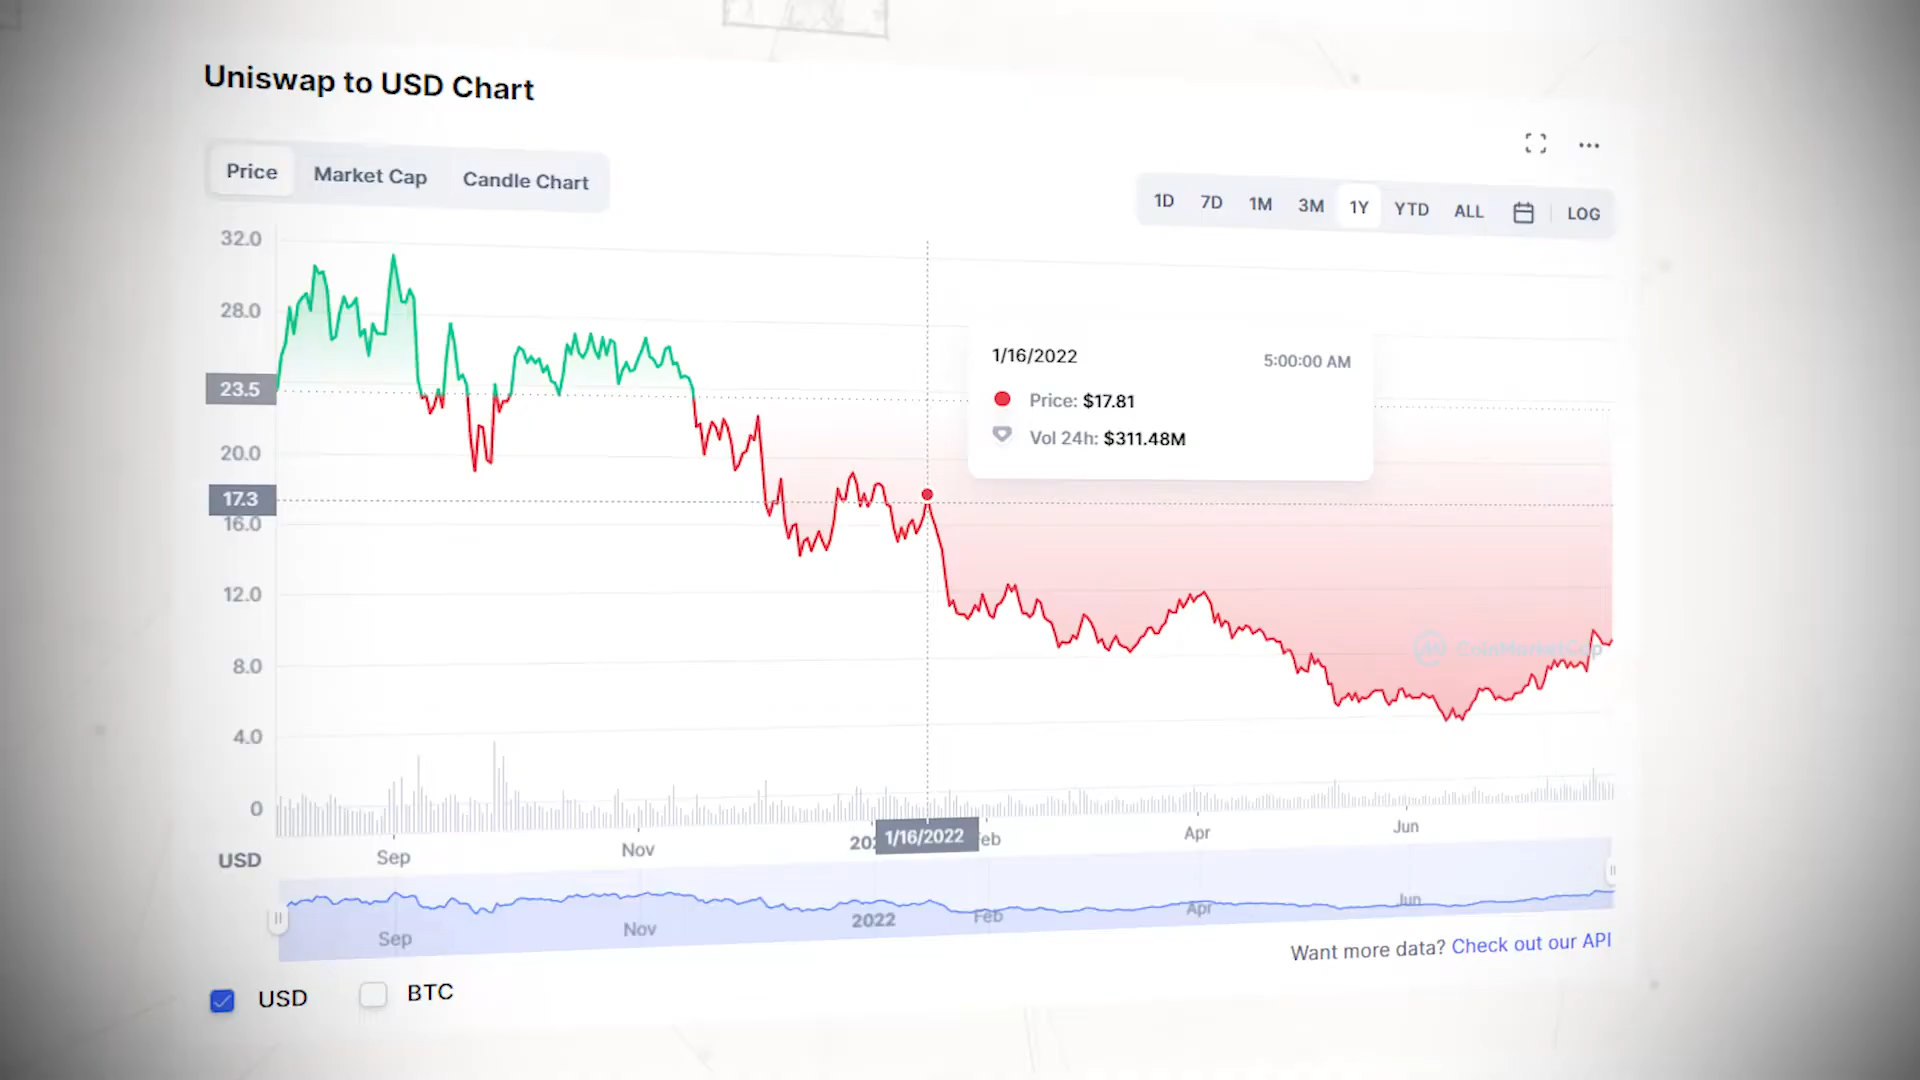 Uniswap to USD Chart
Price Market Cap Candle Chart
1D 7D 1M 3M 1Y YTD ALL LOG
32.0
28.0
23.5
20.0
17.3
16.0
12.0
8.0
4.0
0
1/16/2022 5:00:00 AM
Price: $17.81
Vol 24h: $311.48M
CoinMarketCap
USD
Sep Nov 1/16/2022 Apr Jun
Sep Nov 2022 Feb Apr Jun
Want more data? Check out our API
USD BTC